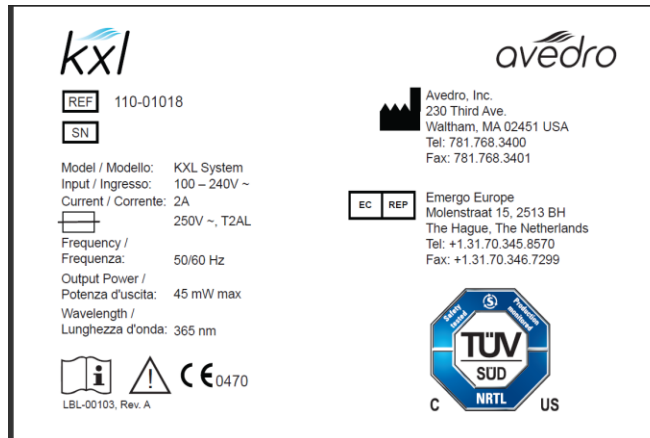 kxl
avedro
REF 110-01018
SN
Model / Modello: KXL System
Input / Ingresso: 100 – 240V ~
Current / Corrente: 2A
250V ~, T2AL
Frequency /
Frequenza: 50/60 Hz
Output Power /
Potenza d'uscita: 45 mW max
Wavelength /
Lunghezza d'onda: 365 nm
i ! CE 0470
LBL-00103, Rev. A
Avedro, Inc.
230 Third Ave.
Waltham, MA 02451 USA
Tel: 781.768.3400
Fax: 781.768.3401
EC REP
Emergo Europe
Molenstraat 15, 2513 BH
The Hague, The Netherlands
Tel: +1.31.70.345.8570
Fax: +1.31.70.346.7299
Safety tested
S
Production monitored
TÜV
SÜD
NRTL
C US